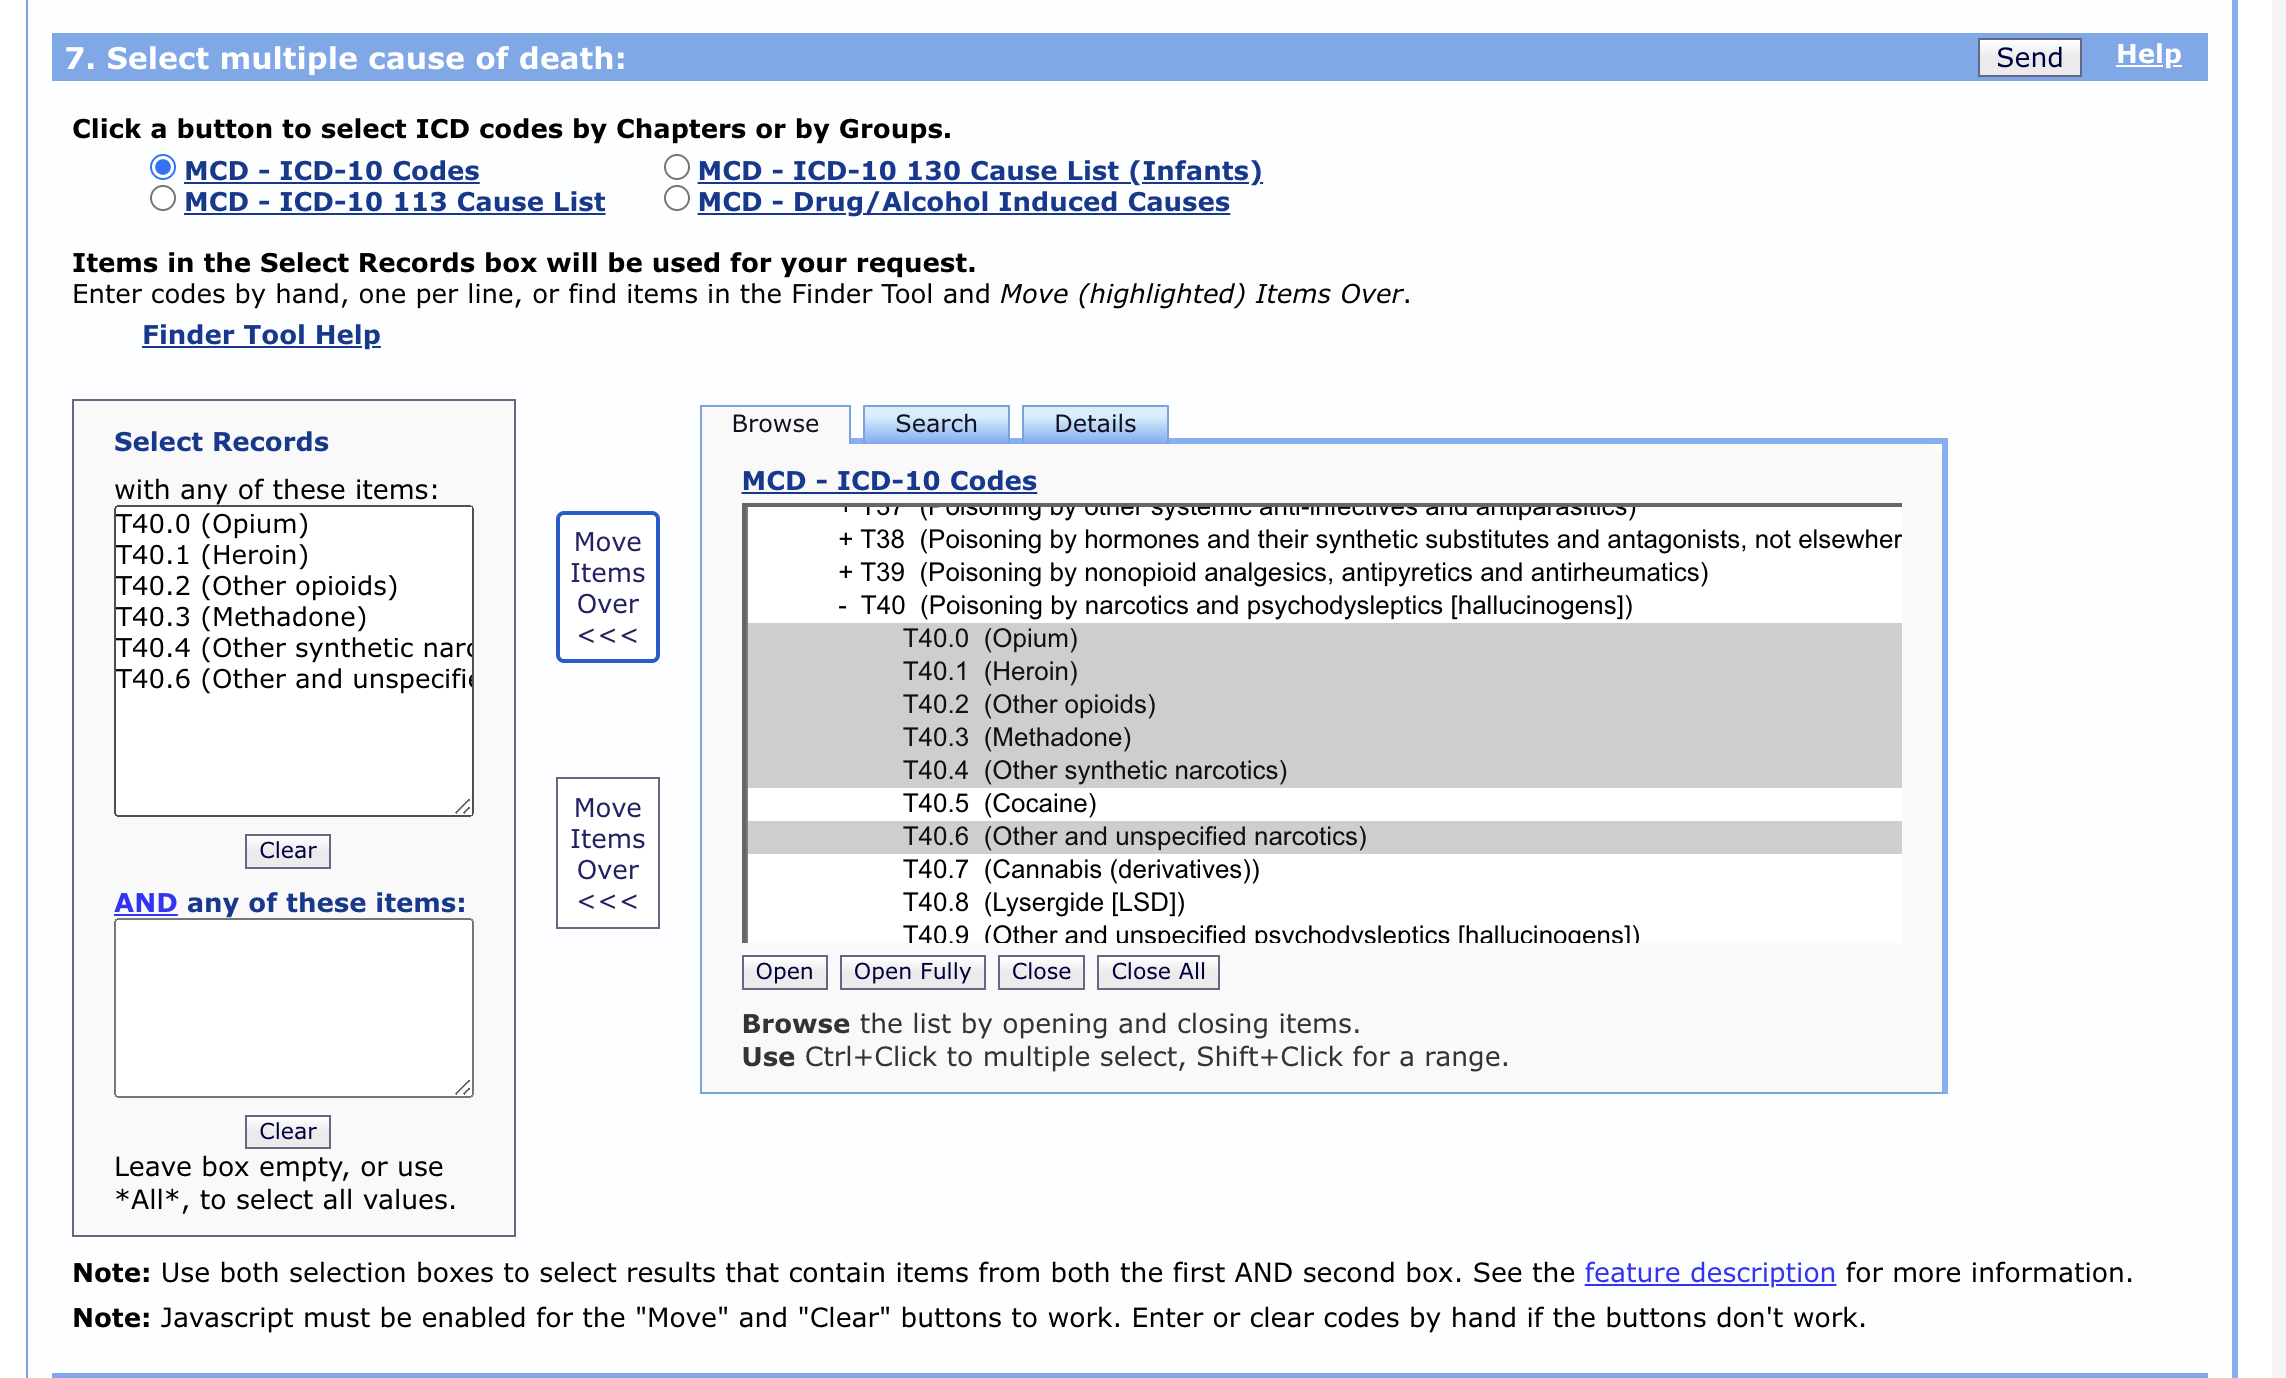 7. Select multiple cause of death:
Send
Help
Click a button to select ICD codes by Chapters or by Groups.
MCD - ICD-10 Codes
MCD - ICD-10 130 Cause List (Infants)
MCD - ICD-10 113 Cause List
MCD - Drug/Alcohol Induced Causes
Items in the Select Records box will be used for your request.
Enter codes by hand, one per line, or find items in the Finder Tool and Move (highlighted) Items Over.
Finder Tool Help
Select Records
with any of these items:
T40.0 (Opium)
T40.1 (Heroin)
T40.2 (Other opioids)
T40.3 (Methadone)
T40.4 (Other synthetic narc
T40.6 (Other and unspecifie
Clear
AND any of these items:
Clear
Leave box empty, or use
*All*, to select all values.
Move
Items
Over
<<<
Move
Items
Over
<<<
Browse
Search
Details
MCD - ICD-10 Codes
+ T37 (Poisoning by other systemic anti-infectives and antiparasitics)
+ T38 (Poisoning by hormones and their synthetic substitutes and antagonists, not elsewher
+ T39 (Poisoning by nonopioid analgesics, antipyretics and antirheumatics)
- T40 (Poisoning by narcotics and psychodysleptics [hallucinogens])
T40.0 (Opium)
T40.1 (Heroin)
T40.2 (Other opioids)
T40.3 (Methadone)
T40.4 (Other synthetic narcotics)
T40.5 (Cocaine)
T40.6 (Other and unspecified narcotics)
T40.7 (Cannabis (derivatives))
T40.8 (Lysergide [LSD])
T40.9 (Other and unspecified psychodysleptics [hallucinogens])
Open
Open Fully
Close
Close All
Browse the list by opening and closing items.
Use Ctrl+Click to multiple select, Shift+Click for a range.
Note: Use both selection boxes to select results that contain items from both the first AND second box. See the feature description for more information.
Note: Javascript must be enabled for the "Move" and "Clear" buttons to work. Enter or clear codes by hand if the buttons don't work.